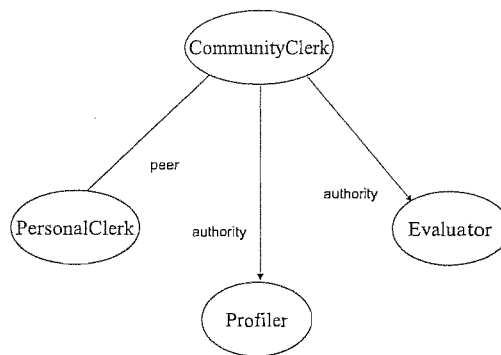 CommunityClerk
peer
authority
PersonalClerk
Evaluator
authority
Profiler